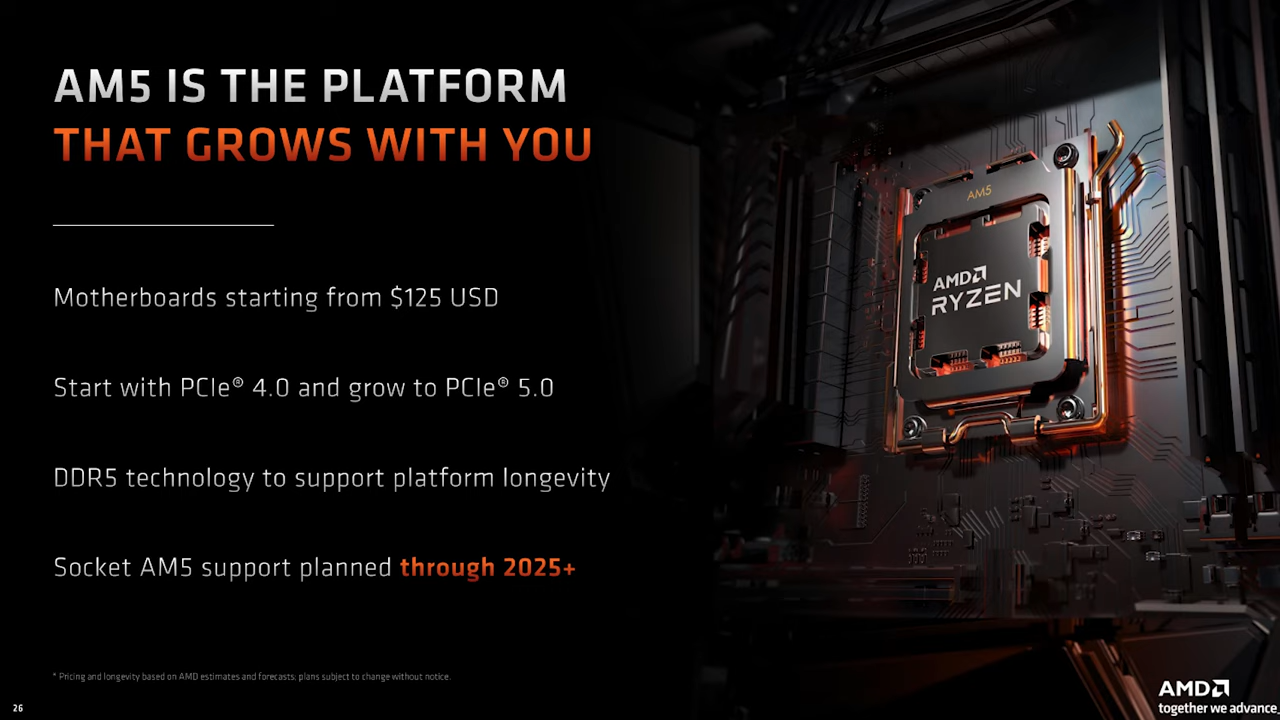 AM5 IS THE PLATFORM
THAT GROWS WITH YOU
Motherboards starting from $125 USD
Start with PCIe® 4.0 and grow to PCIe® 5.0
DDR5 technology to support platform longevity
Socket AM5 support planned through 2025+
* Pricing and longevity based on AMD estimates and forecasts; plans subject to change without notice.
26
AM5
AMD
RYZEN
AMD
together we advance_